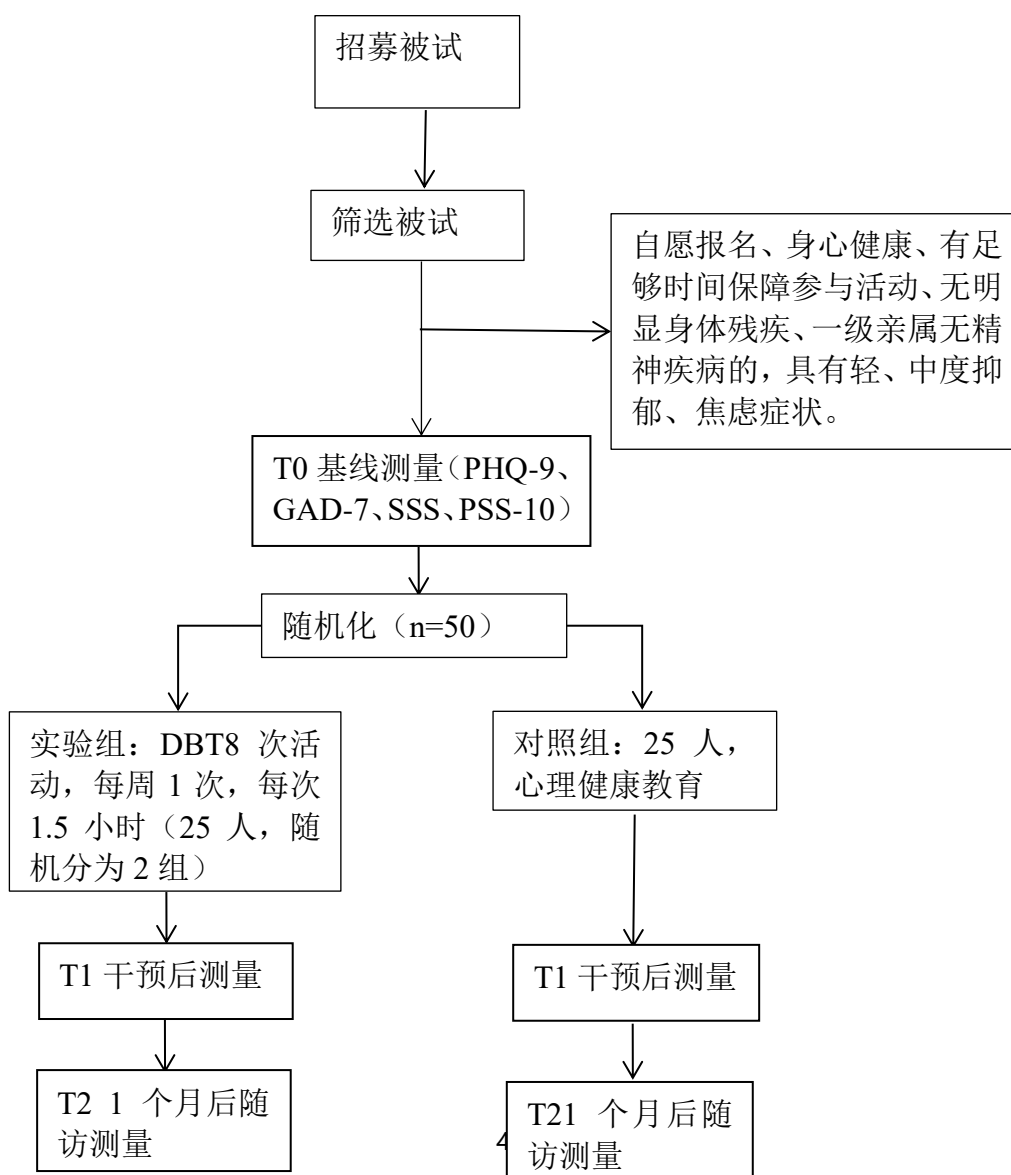 招募被试
筛选被试
自愿报名、身心健康、有足
够时间保障参与活动、无明
显身体残疾、一级亲属无精
神疾病的，具有轻、中度抑
郁、焦虑症状。
T0 基线测量（PHQ-9、
GAD-7、SSS、PSS-10）
随机化（n=50）
实验组：DBT8 次活
动，每周 1 次，每次
1.5 小时（25 人，随
机分为 2 组）
对照组：25 人，
心理健康教育
T1 干预后测量
T1 干预后测量
T2 1 个月后随
访测量
T21 个月后随
访测量
4